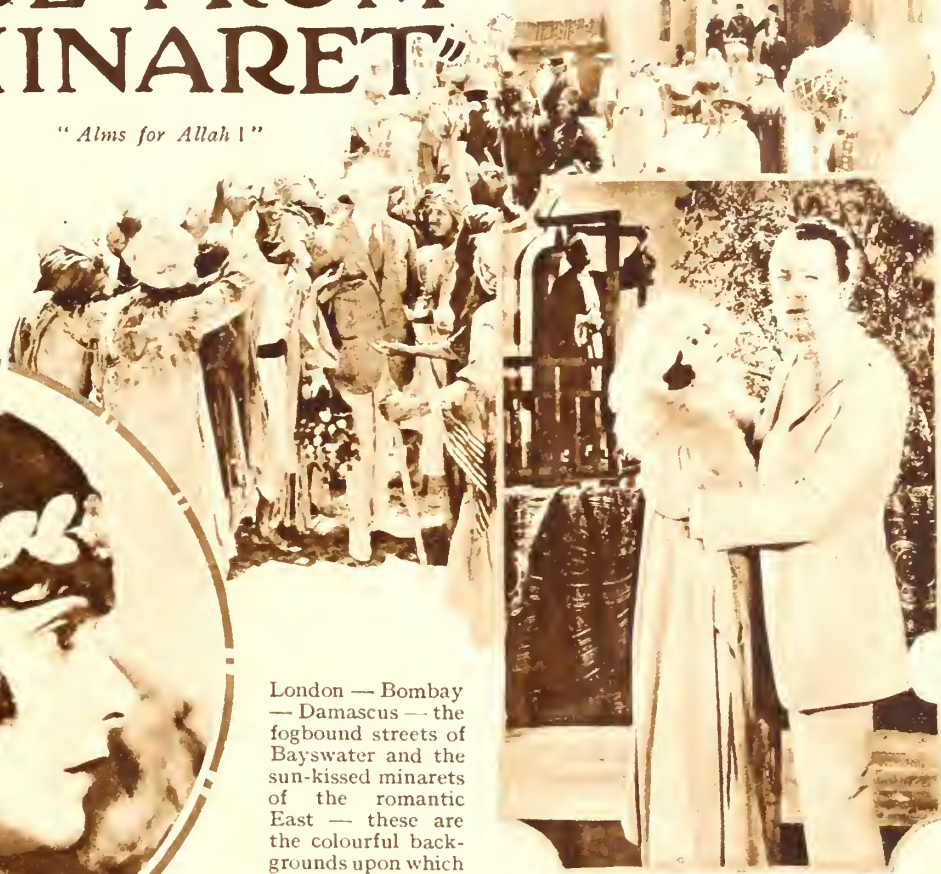 FROM
INARET”
“ Alms for Allah ! ”
London — Bombay
— Damascus — the
fogbound streets of
Bayswater and the
sun-kissed minarets
of the romantic
East — these are
the colourful back-
grounds upon which